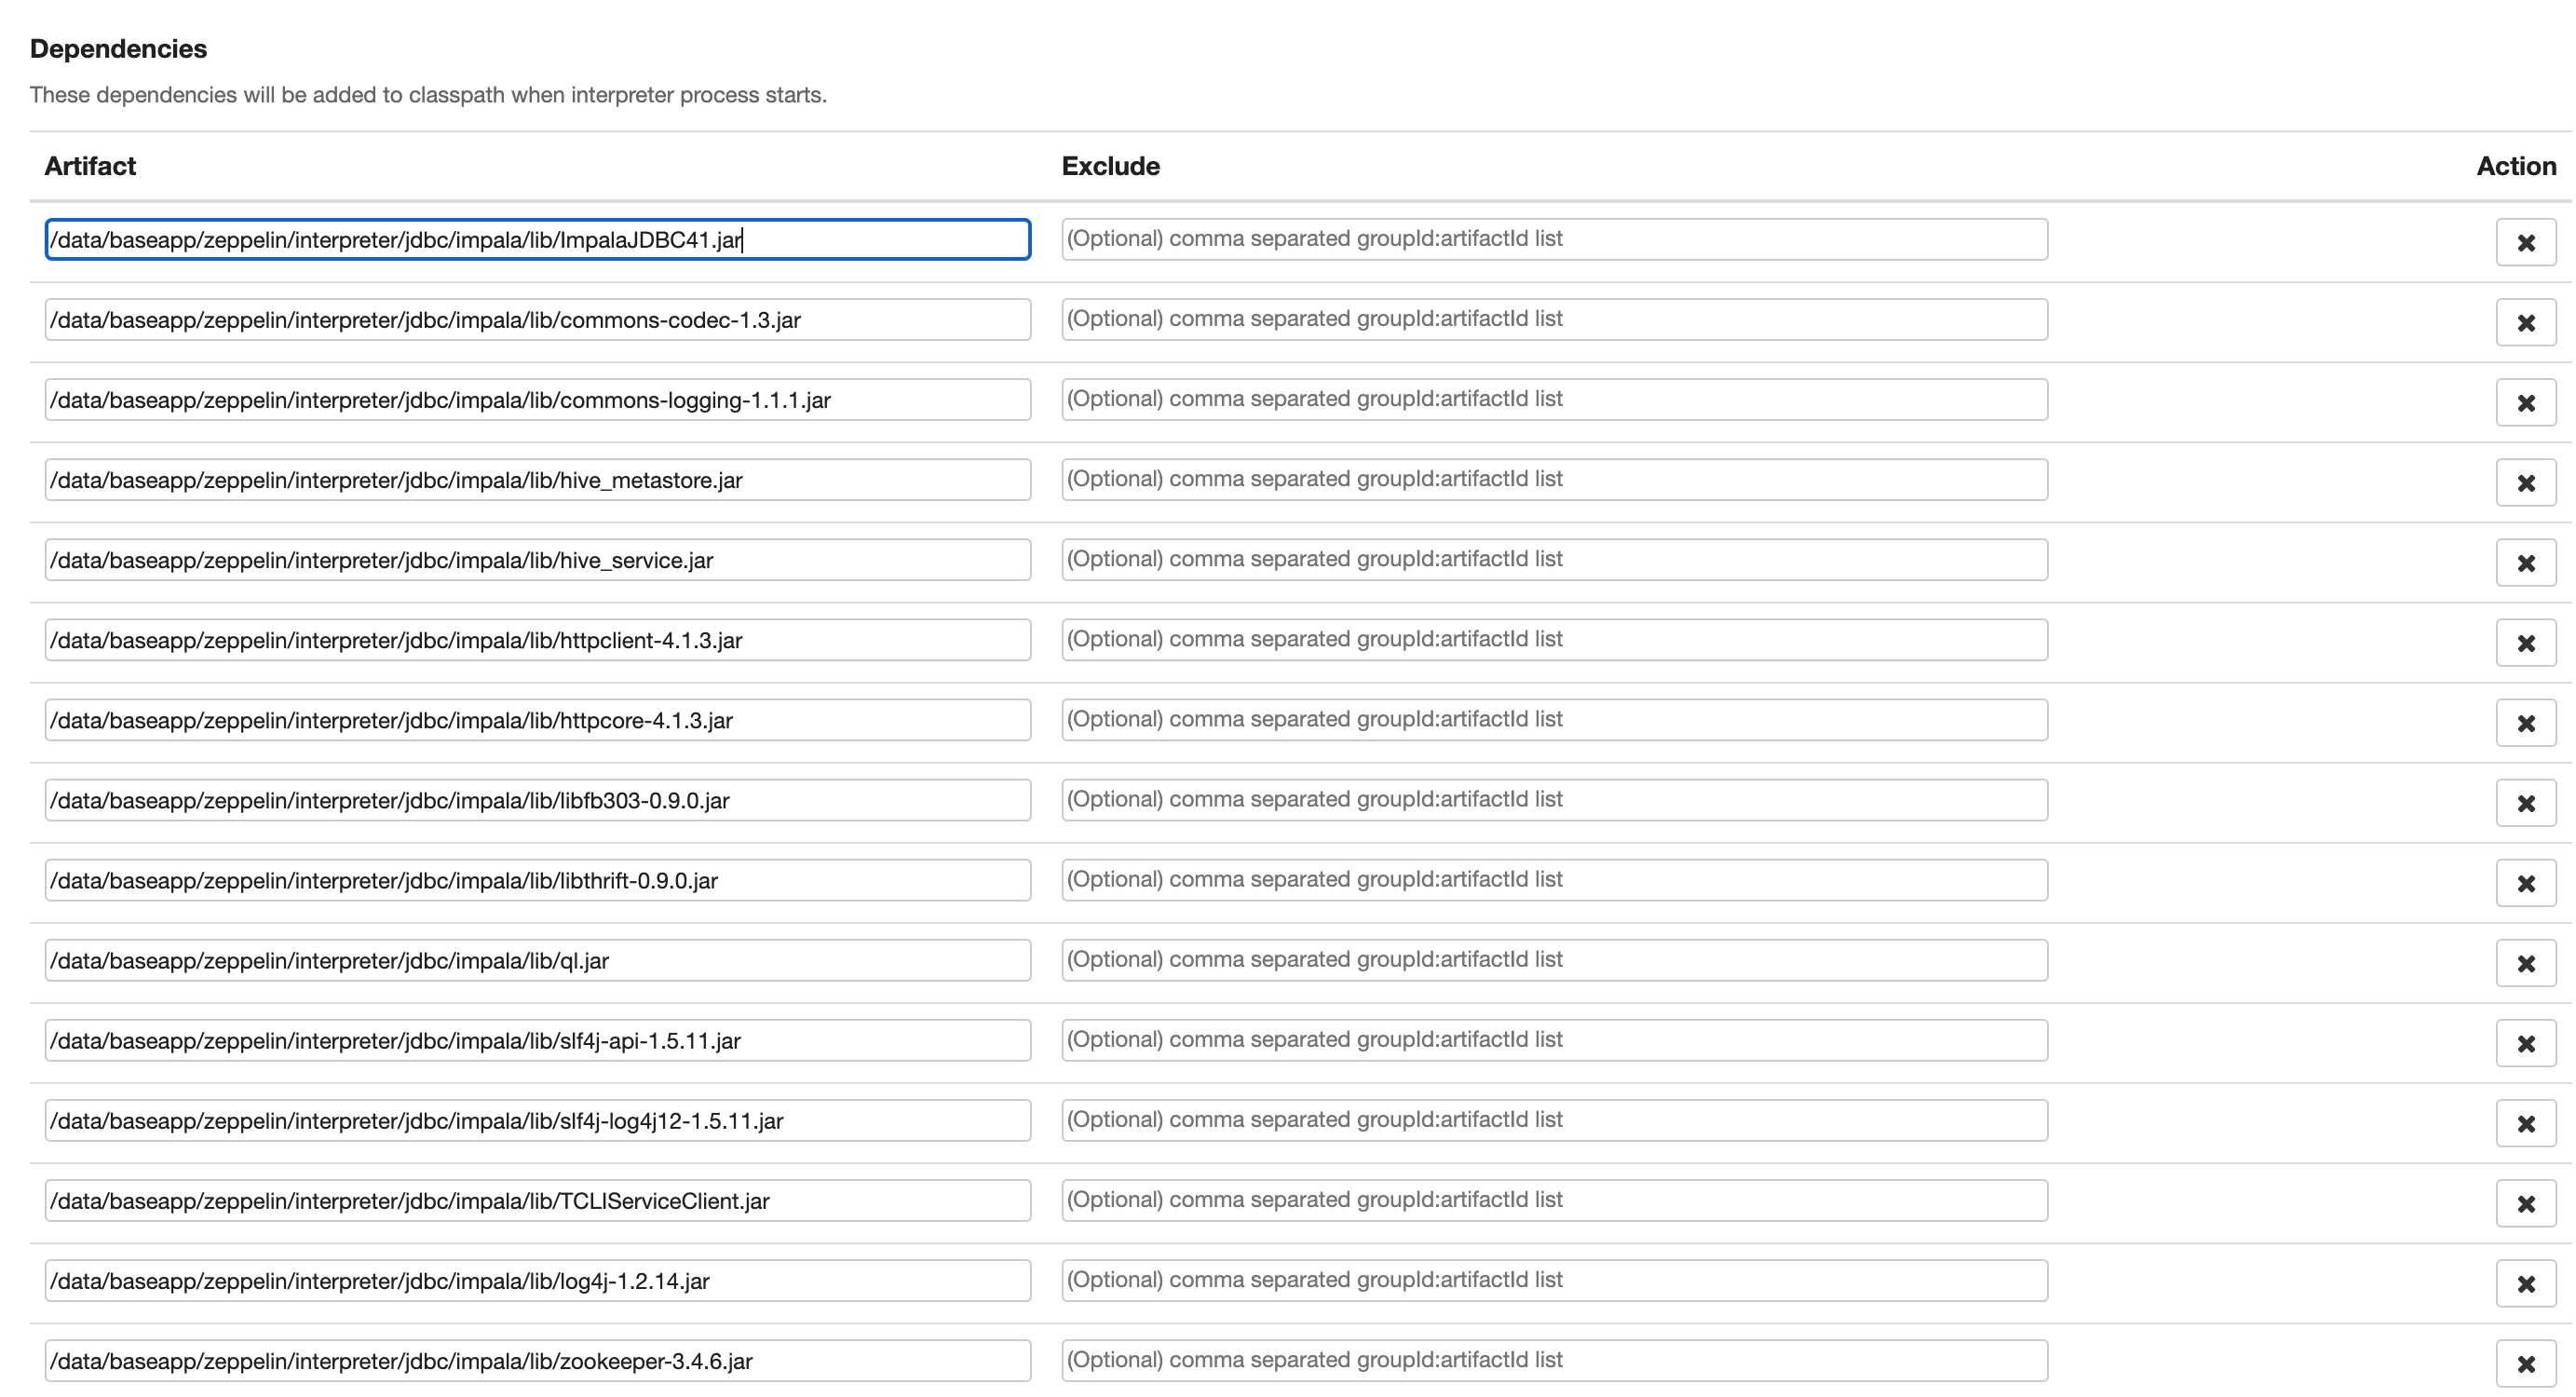 Dependencies
These dependencies will be added to classpath when interpreter process starts.
Artifact Exclude Action
/data/baseapp/zeppelin/interpreter/jdbc/impala/lib/ImpalaJDBC41.jar (Optional) comma separated groupId:artifactId list
/data/baseapp/zeppelin/interpreter/jdbc/impala/lib/commons-codec-1.3.jar (Optional) comma separated groupId:artifactId list
/data/baseapp/zeppelin/interpreter/jdbc/impala/lib/commons-logging-1.1.1.jar (Optional) comma separated groupId:artifactId list
/data/baseapp/zeppelin/interpreter/jdbc/impala/lib/hive_metastore.jar (Optional) comma separated groupId:artifactId list
/data/baseapp/zeppelin/interpreter/jdbc/impala/lib/hive_service.jar (Optional) comma separated groupId:artifactId list
/data/baseapp/zeppelin/interpreter/jdbc/impala/lib/httpclient-4.1.3.jar (Optional) comma separated groupId:artifactId list
/data/baseapp/zeppelin/interpreter/jdbc/impala/lib/httpcore-4.1.3.jar (Optional) comma separated groupId:artifactId list
/data/baseapp/zeppelin/interpreter/jdbc/impala/lib/libfb303-0.9.0.jar (Optional) comma separated groupId:artifactId list
/data/baseapp/zeppelin/interpreter/jdbc/impala/lib/libthrift-0.9.0.jar (Optional) comma separated groupId:artifactId list
/data/baseapp/zeppelin/interpreter/jdbc/impala/lib/ql.jar (Optional) comma separated groupId:artifactId list
/data/baseapp/zeppelin/interpreter/jdbc/impala/lib/slf4j-api-1.5.11.jar (Optional) comma separated groupId:artifactId list
/data/baseapp/zeppelin/interpreter/jdbc/impala/lib/slf4j-log4j12-1.5.11.jar (Optional) comma separated groupId:artifactId list
/data/baseapp/zeppelin/interpreter/jdbc/impala/lib/TCLIServiceClient.jar (Optional) comma separated groupId:artifactId list
/data/baseapp/zeppelin/interpreter/jdbc/impala/lib/log4j-1.2.14.jar (Optional) comma separated groupId:artifactId list
/data/baseapp/zeppelin/interpreter/jdbc/impala/lib/zookeeper-3.4.6.jar (Optional) comma separated groupId:artifactId list